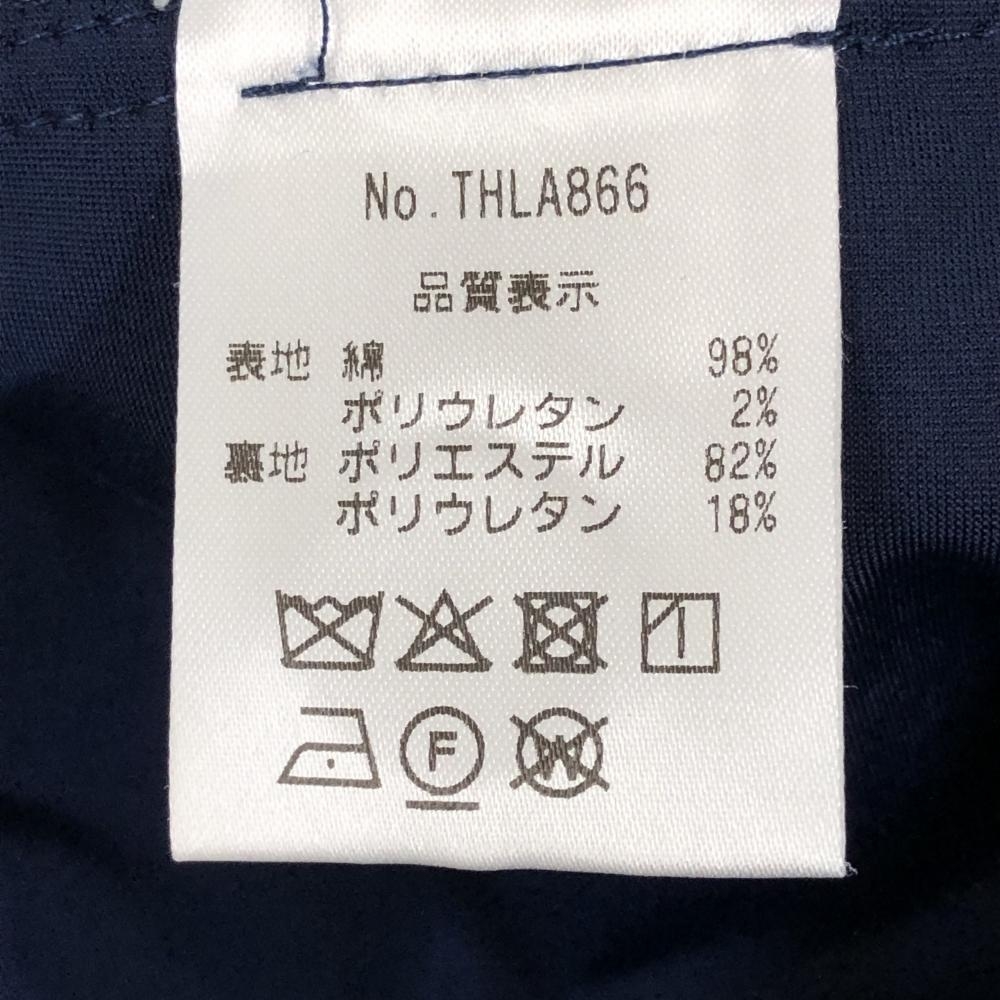 No.THLA866
品質表示
表地 綿 98%
ポリウレタン 2%
裏地 ポリエステル 82%
ポリウレタン 18%
F
W